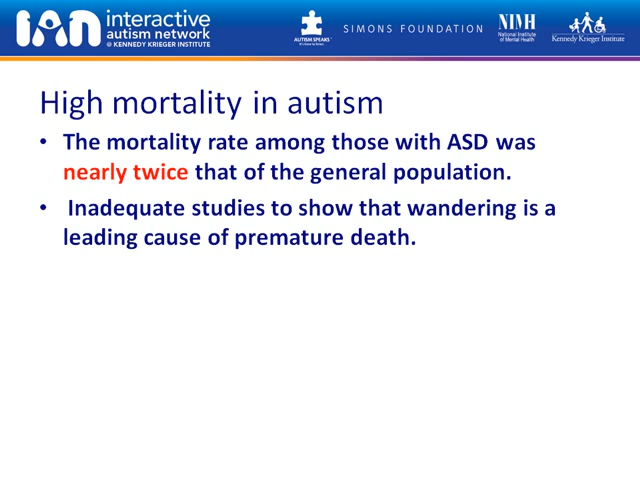 IAN interactive
autism network
@ KENNEDY KRIEGER INSTITUTE
AUTISM SPEAKS
SIMONS FOUNDATION
NIMH
National Institute
of Mental Health
Kennedy Krieger Institute
High mortality in autism
• The mortality rate among those with ASD was
nearly twice that of the general population.
• Inadequate studies to show that wandering is a
leading cause of premature death.